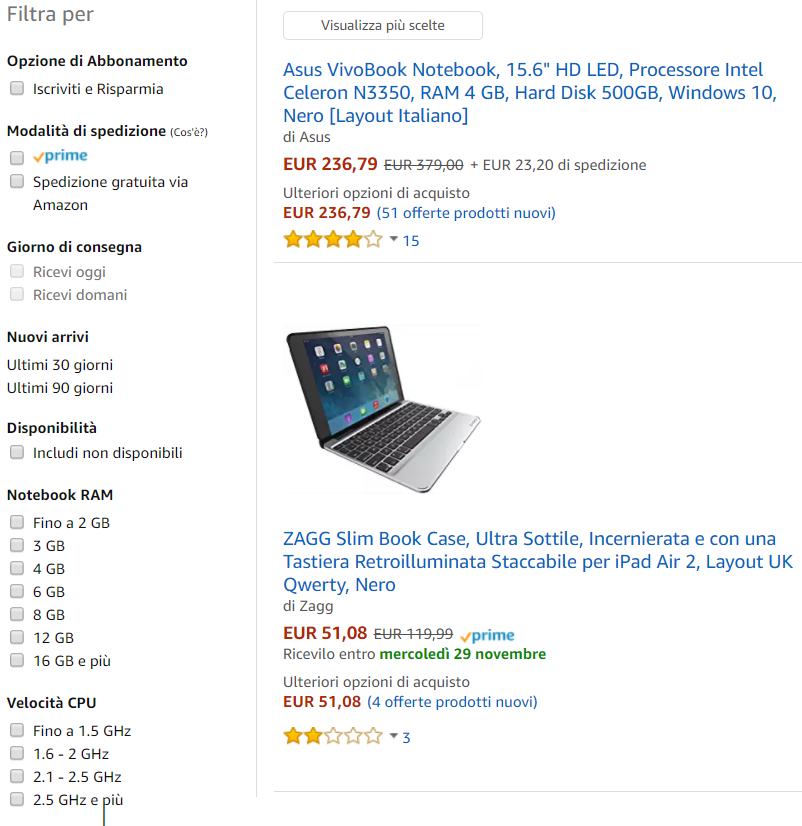 Filtra per
Opzione di Abbonamento
Iscriviti e Risparmia
Modalità di spedizione (Cos'è?)
prime
Spedizione gratuita via
Amazon
Giorno di consegna
Ricevi oggi
Ricevi domani
Nuovi arrivi
Ultimi 30 giorni
Ultimi 90 giorni
Disponibilità
Includi non disponibili
Notebook RAM
Fino a 2 GB
3 GB
4 GB
6 GB
8 GB
12 GB
16 GB e più
Velocità CPU
Fino a 1.5 GHz
1.6 - 2 GHz
2.1 - 2.5 GHz
2.5 GHz e più
Visualizza più scelte
Asus VivoBook Notebook, 15.6" HD LED, Processore Intel
Celeron N3350, RAM 4 GB, Hard Disk 500GB, Windows 10,
Nero [Layout Italiano]
di Asus
EUR 236,79 EUR 379,00 + EUR 23,20 di spedizione
Ulteriori opzioni di acquisto
EUR 236,79 (51 offerte prodotti nuovi)
15
ZAGG Slim Book Case, Ultra Sottile, Incernierata e con una
Tastiera Retroilluminata Staccabile per iPad Air 2, Layout UK
Qwerty, Nero
di Zagg
EUR 51,08 EUR 119,99 prime
Ricevilo entro mercoledì 29 novembre
Ulteriori opzioni di acquisto
EUR 51,08 (4 offerte prodotti nuovi)
3